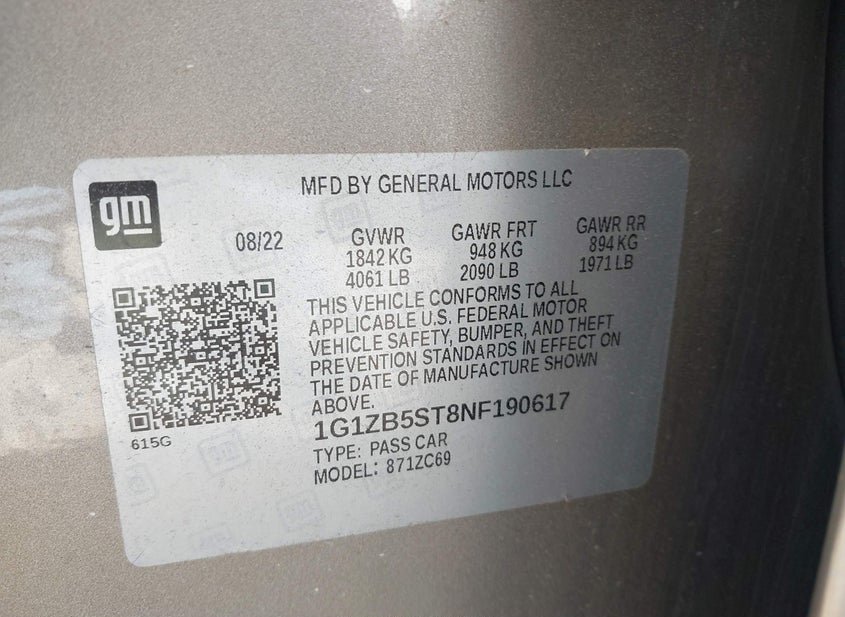 gm
MFD BY GENERAL MOTORS LLC
08/22 GVWR GAWR FRT GAWR RR
1842 KG 948 KG 894 KG
4061 LB 2090 LB 1971 LB
THIS VEHICLE CONFORMS TO ALL
APPLICABLE U.S. FEDERAL MOTOR
VEHICLE SAFETY, BUMPER, AND THEFT
PREVENTION STANDARDS IN EFFECT ON
THE DATE OF MANUFACTURE SHOWN
ABOVE.
1G1ZB5ST8NF190617
615G
TYPE: PASS CAR
MODEL: 871ZC69